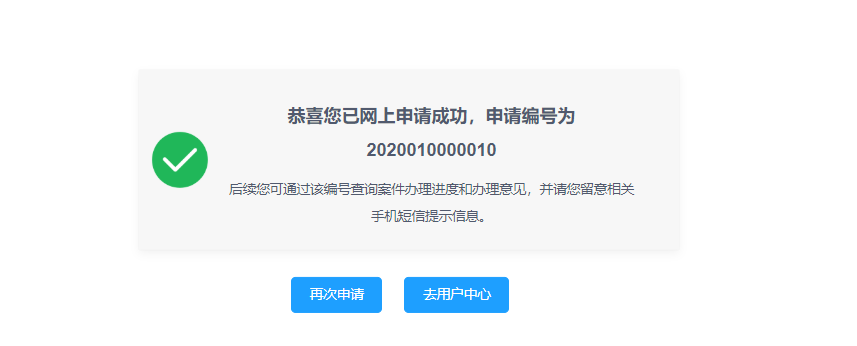 恭喜您已网上申请成功，申请编号为
2020010000010
后续您可通过该编号查询案件办理进度和办理意见，并请您留意相关
手机短信提示信息。
再次申请
去用户中心